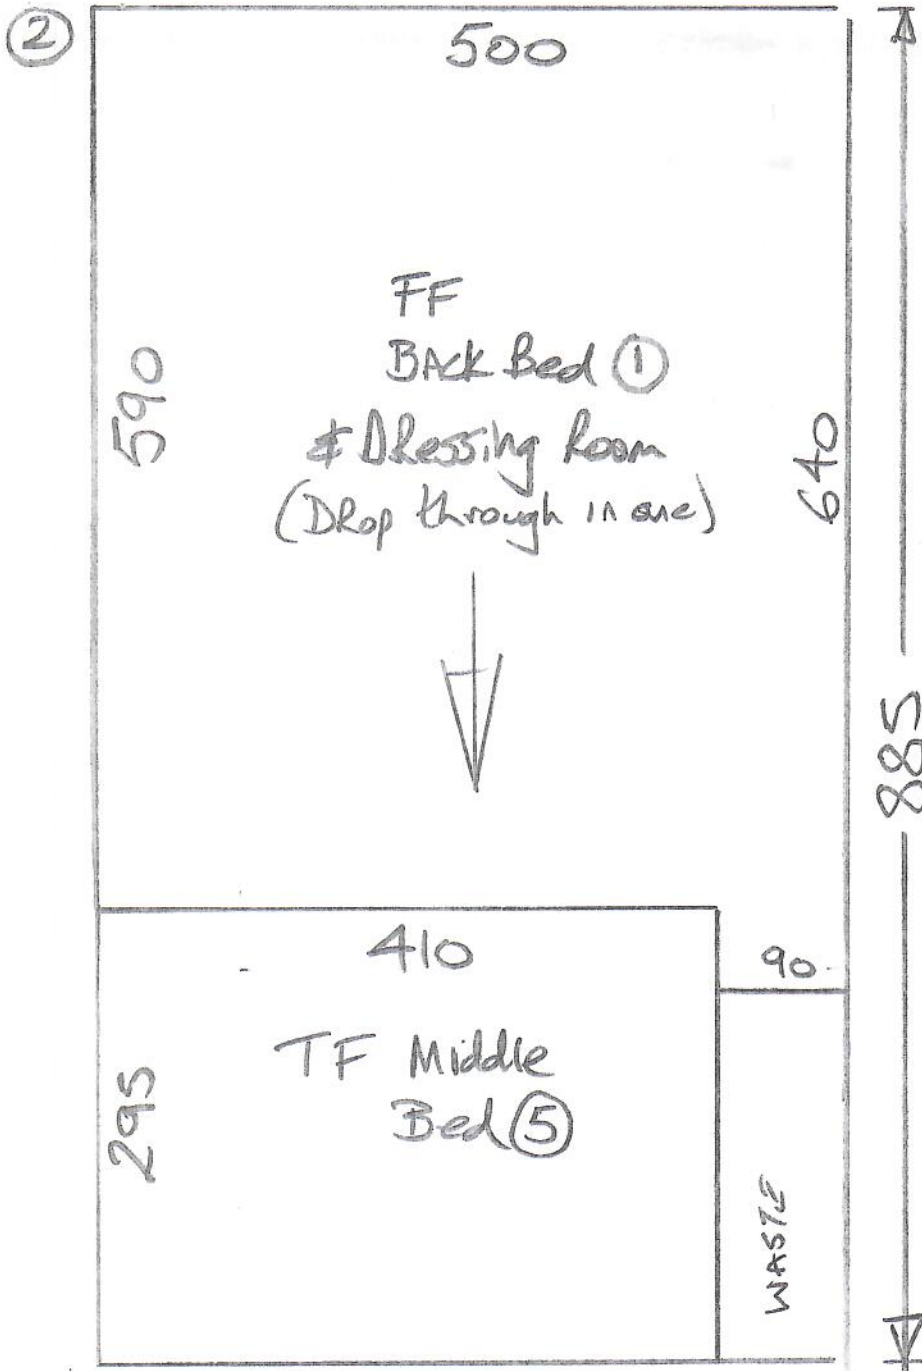 ②
500
FF
BACK Bed ①
& DRessing Room
(DRop through in one)
590
640
885
410
90
TF Middle
Bed ⑤
295
WASTE